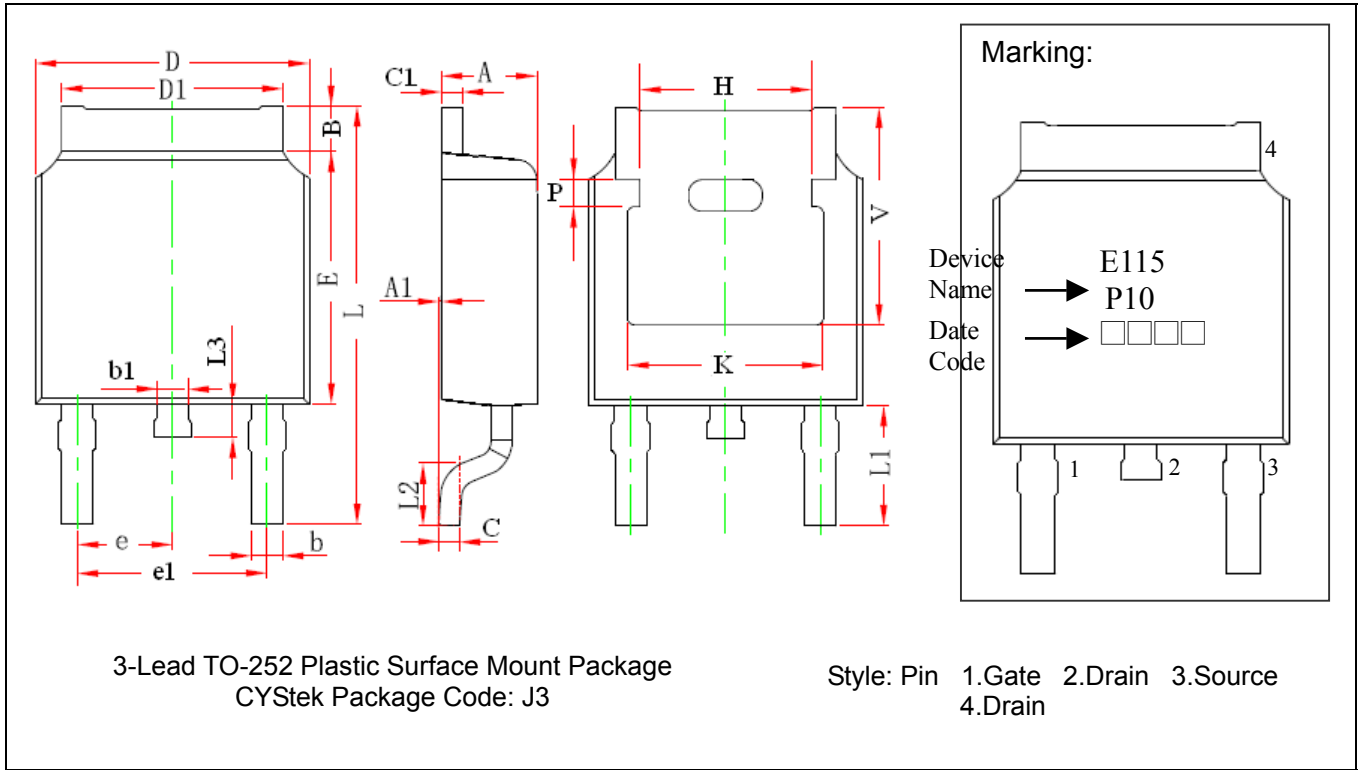 D
D1
B
E
L
L3
b1
e
e1
b
C1
A
A1
L2
C
H
P
V
K
L1
Marking:
4
Device
Name
E115
P10
Date
Code
□□□□
1
2
3
3-Lead TO-252 Plastic Surface Mount Package
CYStek Package Code: J3
Style: Pin 1.Gate 2.Drain 3.Source
4.Drain